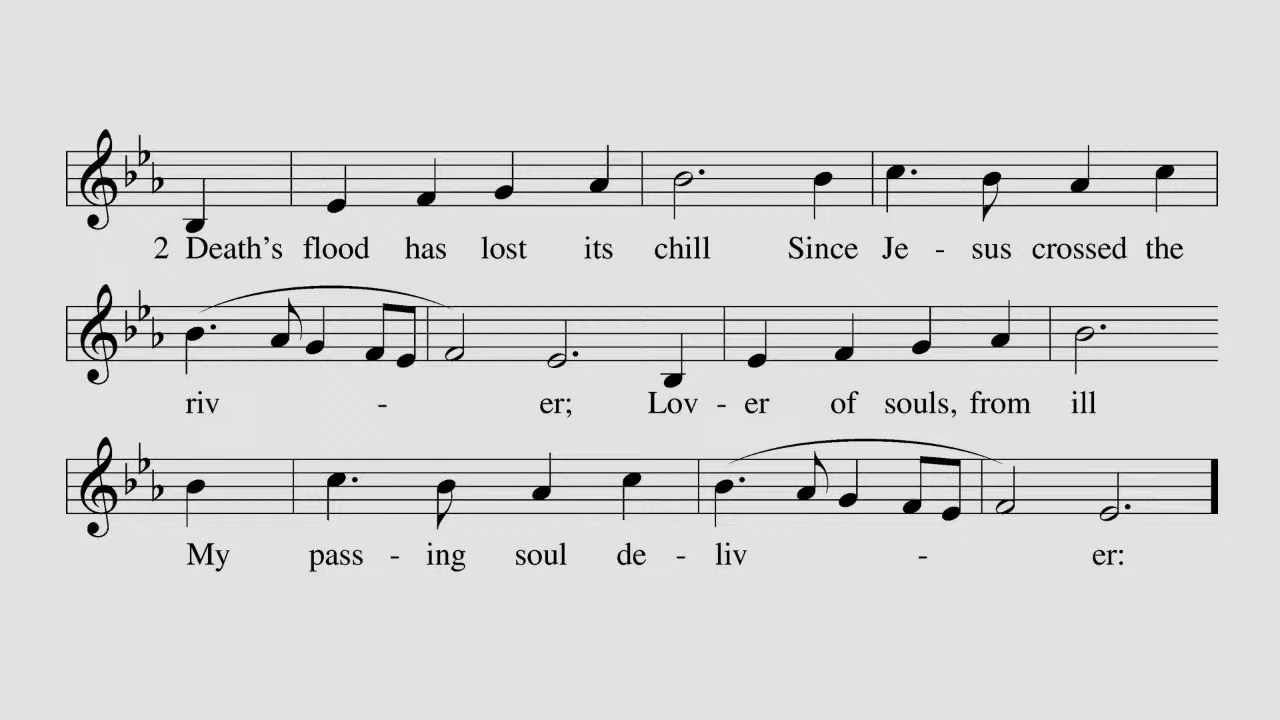 2 Death's flood has lost its chill Since Je - sus crossed the
riv - er; Lov - er of souls, from ill
My pass - ing soul de - liv - er: